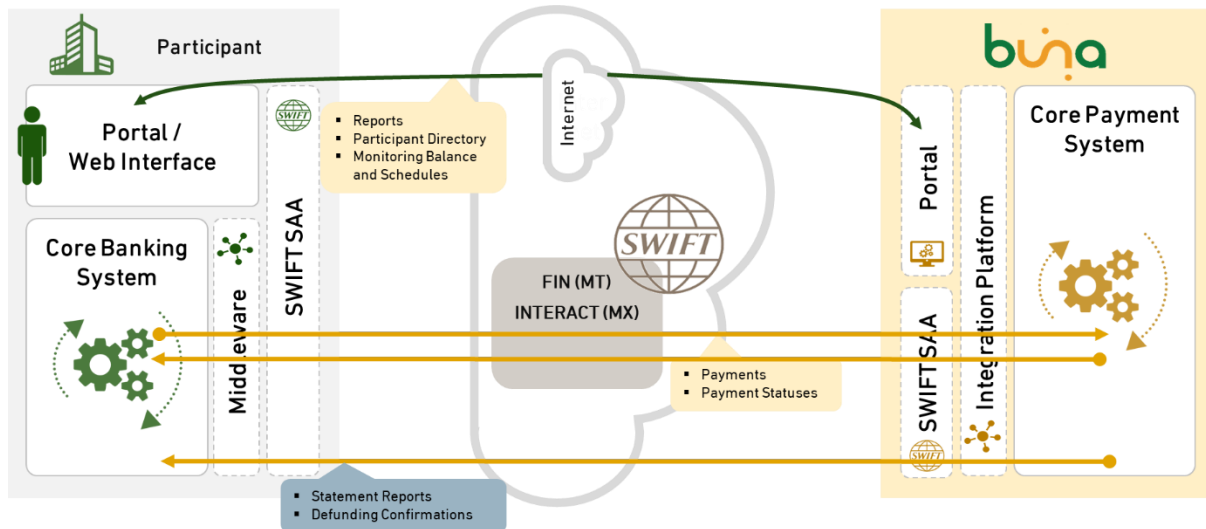 Participant
buna
Portal /
Web Interface
SWIFT
SWIFT SAA
Reports
Participant Directory
Monitoring Balance
and Schedules
Internet
Portal
Integration Platform
Core Payment
System
Core Banking
System
Middleware
SWIFT
FIN (MT)
INTERACT (MX)
Payments
Payment Statuses
SWIFT SAA
SWIFT
Statement Reports
Defunding Confirmations